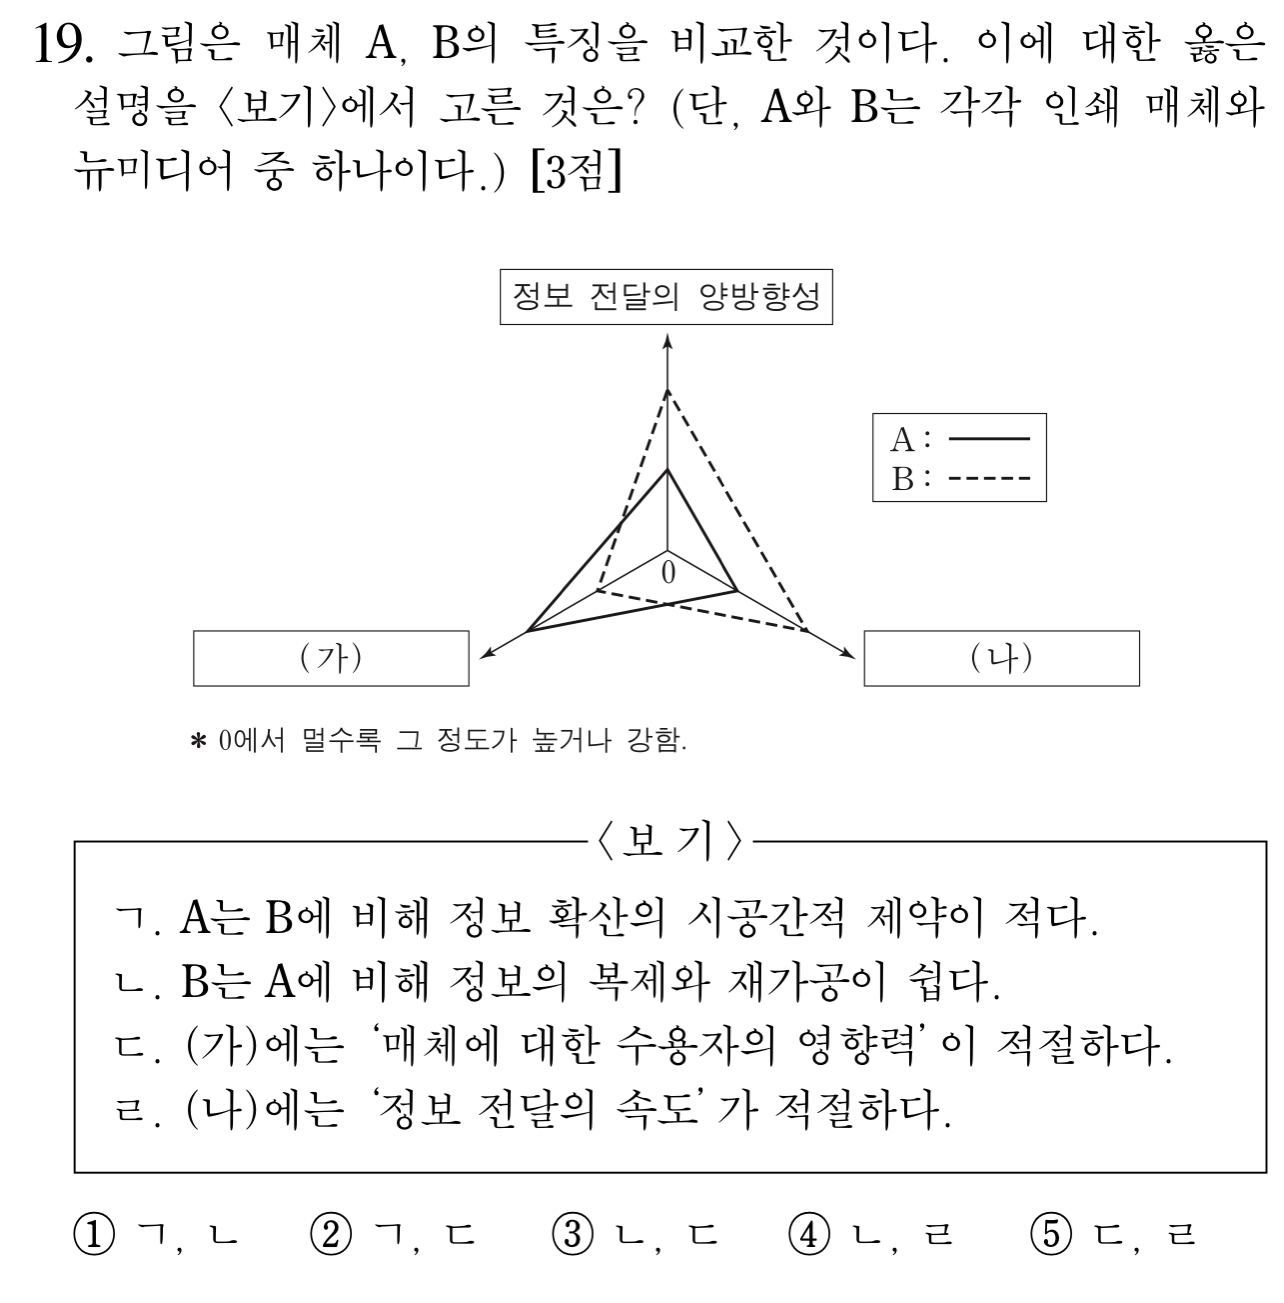 19. 그림은 매체 A, B의 특징을 비교한 것이다. 이에 대한 옳은
설명을 〈보기〉에서 고른 것은? (단, A와 B는 각각 인쇄 매체와
뉴미디어 중 하나이다.) [3점]
정보 전달의 양방향성
A :
B :
0
(가)
(나)
* 0에서 멀수록 그 정도가 높거나 강함.
〈보기〉
ㄱ. A는 B에 비해 정보 확산의 시공간적 제약이 적다.
ㄴ. B는 A에 비해 정보의 복제와 재가공이 쉽다.
ㄷ. (가)에는 ‘매체에 대한 수용자의 영향력’이 적절하다.
ㄹ. (나)에는 ‘정보 전달의 속도’가 적절하다.
① ㄱ, ㄴ ② ㄱ, ㄷ ③ ㄴ, ㄷ ④ ㄴ, ㄹ ⑤ ㄷ, ㄹ